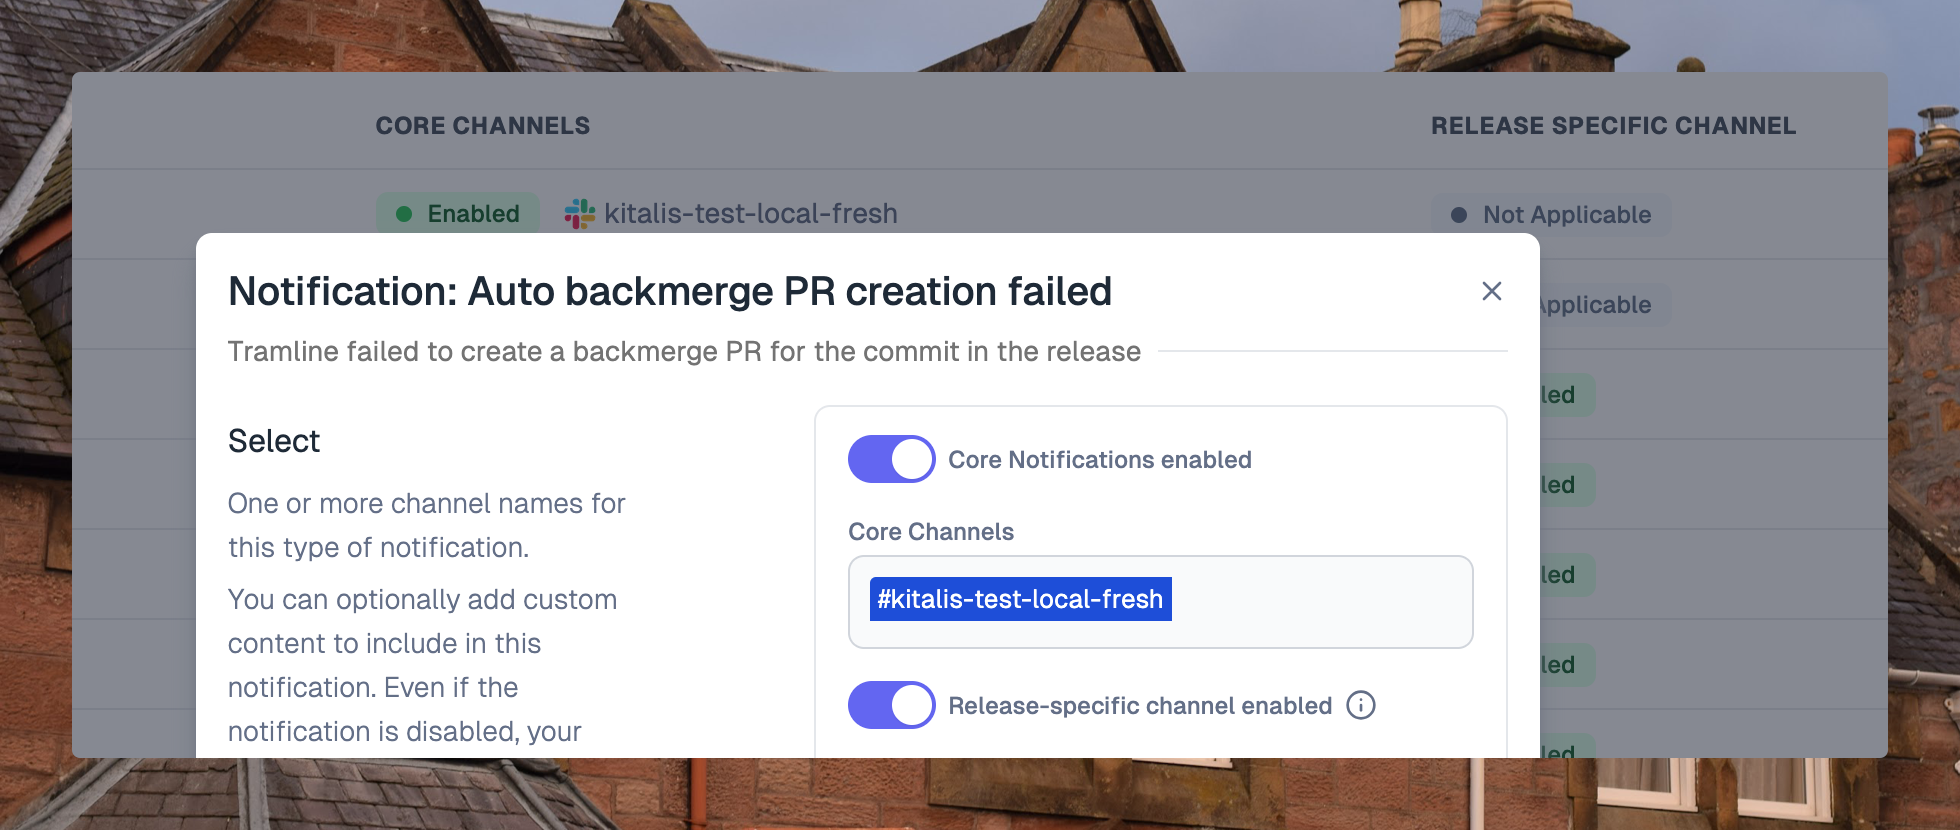 CORE CHANNELS
RELEASE SPECIFIC CHANNEL
Enabled
kitalis-test-local-fresh
Not Applicable
Notification: Auto backmerge PR creation failed
Applicable
Tramline failed to create a backmerge PR for the commit in the release
led
Select
Core Notifications enabled
One or more channel names for
this type of notification.
led
Core Channels
You can optionally add custom
content to include in this
notification. Even if the
notification is disabled, your
#kitalis-test-local-fresh
led
led
Release-specific channel enabled
led